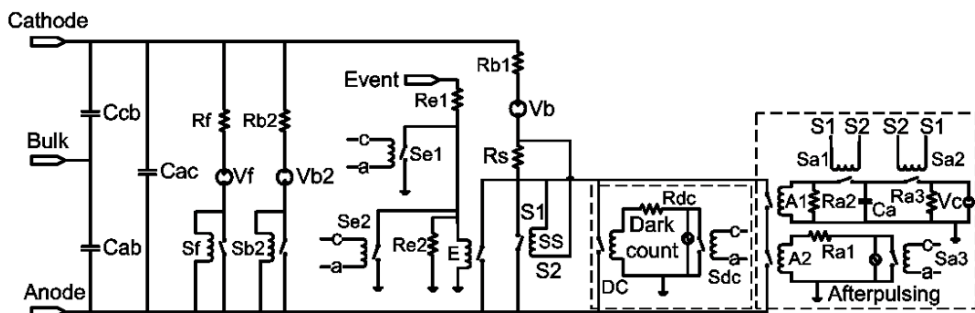 Cathode
Ccb
Bulk
Cac
Cab
Anode
Rf
Vf
Sf
Rb2
Vb2
Sb2
Event
Re1
c
a
Se1
Se2
c
a
Re2
E
Rb1
Vb
Rs
S1
SS
S2
DC
Rdc
Dark
count
c
a
Sdc
S1 S2 S2 S1
Sa1 Sa2
A1 Ra2 Ca Ra3 Vc
A2 Ra1 c
a Sa3
Afterpulsing